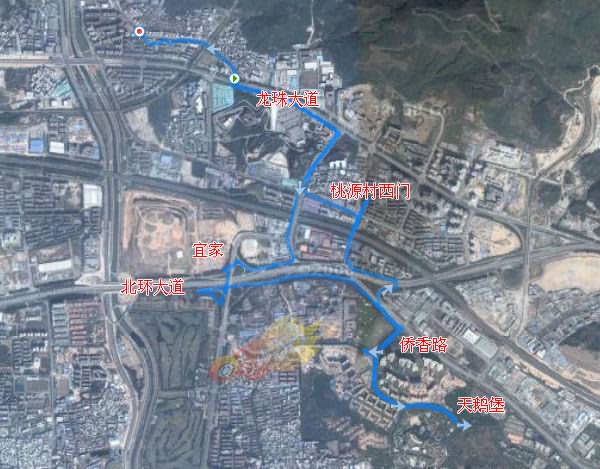 龙珠大道
桃源村西门
宜家
北环大道
侨香路
天鹅堡